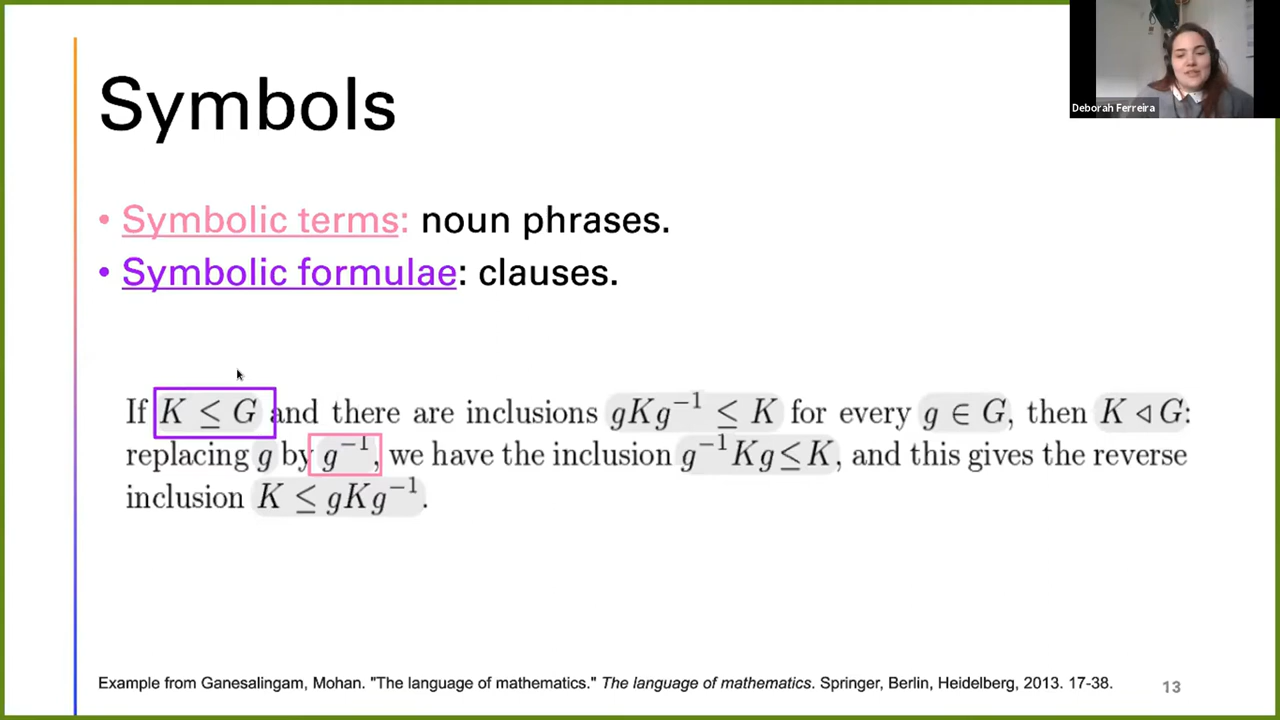 Symbols
Deborah Ferreira
• Symbolic terms: noun phrases.
• Symbolic formulae: clauses.
If K ≤ G and there are inclusions gKg⁻¹ ≤ K for every g ∈ G, then K ◁ G:
replacing g by g⁻¹, we have the inclusion g⁻¹Kg≤K, and this gives the reverse
inclusion K ≤ gKg⁻¹.
Example from Ganesalingam, Mohan. "The language of mathematics." The language of mathematics. Springer, Berlin, Heidelberg, 2013. 17-38.
13